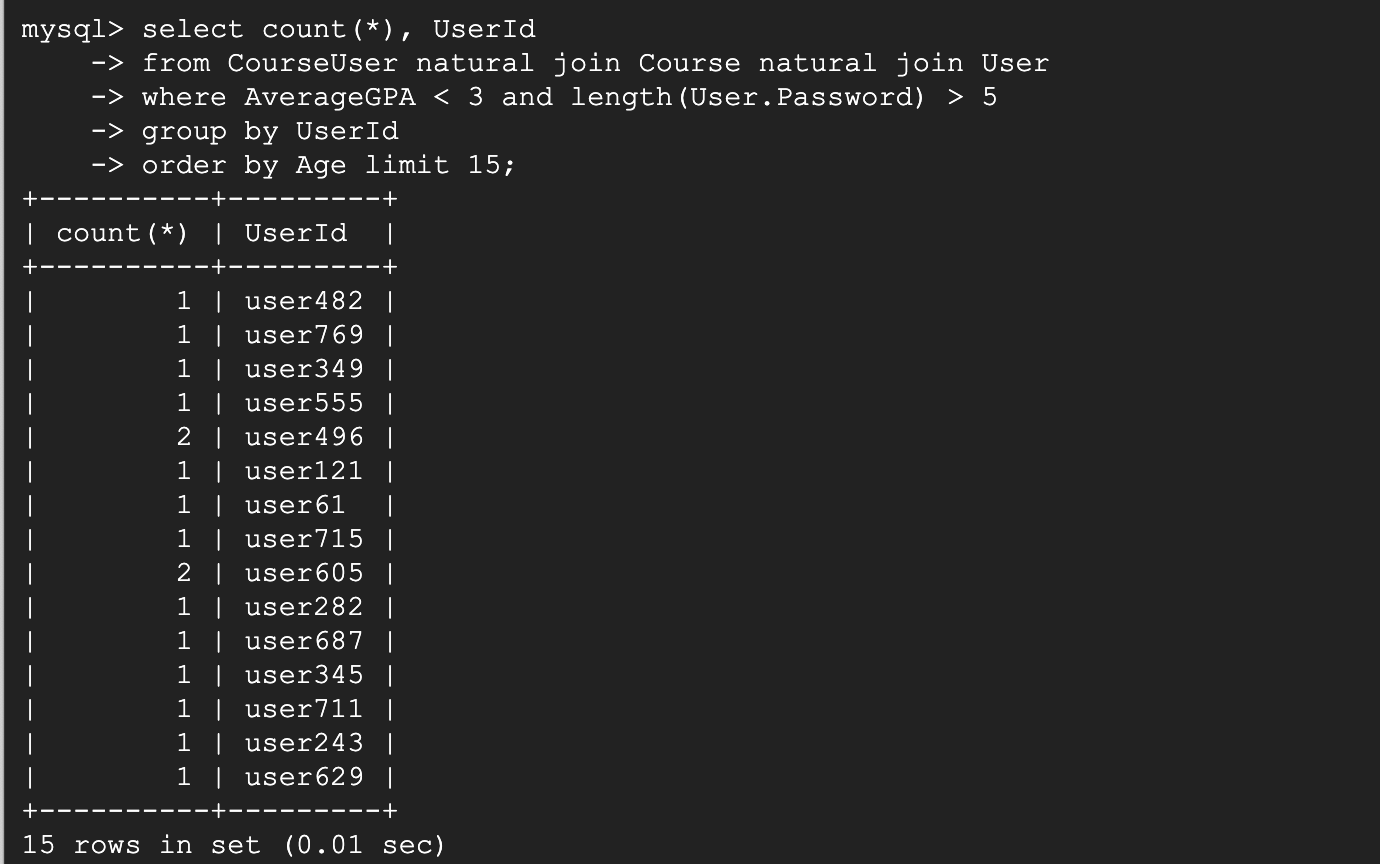 mysql> select count(*), UserId
    -> from CourseUser natural join Course natural join User
    -> where AverageGPA < 3 and length(User.Password) > 5
    -> group by UserId
    -> order by Age limit 15;
+----------+---------+
| count(*) | UserId  |
+----------+---------+
|        1 | user482 |
|        1 | user769 |
|        1 | user349 |
|        1 | user555 |
|        2 | user496 |
|        1 | user121 |
|        1 | user61  |
|        1 | user715 |
|        2 | user605 |
|        1 | user282 |
|        1 | user687 |
|        1 | user345 |
|        1 | user711 |
|        1 | user243 |
|        1 | user629 |
+----------+---------+
15 rows in set (0.01 sec)